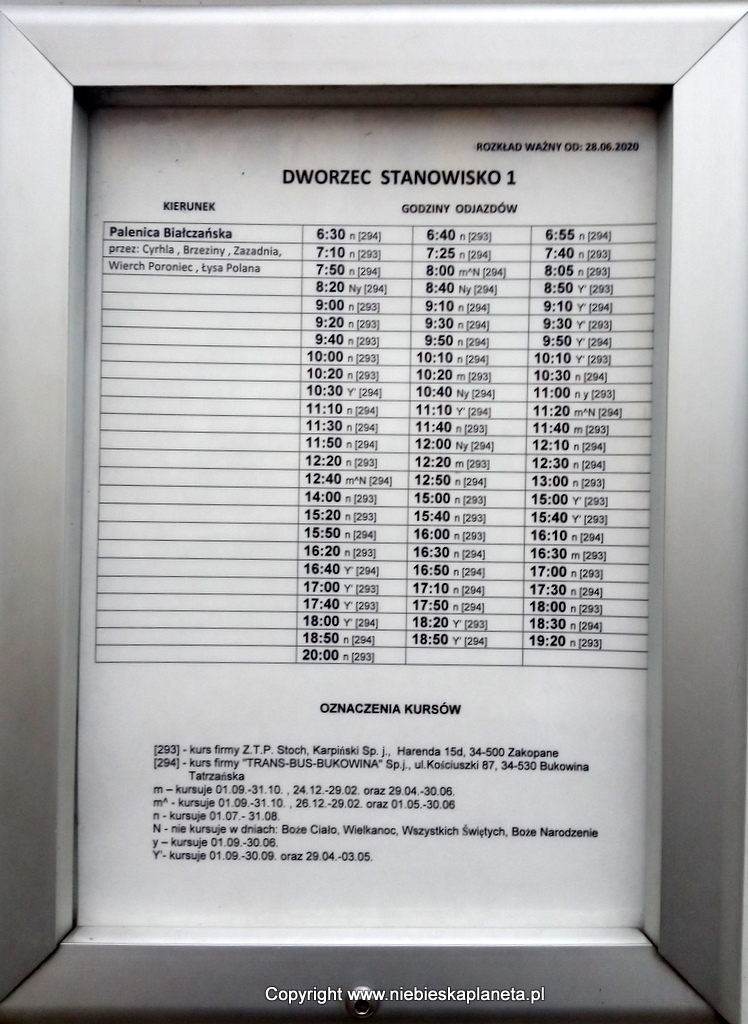 ROZKŁAD WAŻNY OD: 28.06.2020
DWORZEC STANOWISKO 1
KIERUNEK GODZINY ODJAZDÓW
Palenica Białczańska 6:30 n [294] 6:40 n [293] 6:55 n [294]
przez: Cyrhla , Brzeziny , Zazadnia, 7:10 n [293] 7:25 n [294] 7:40 n [293]
Wierch Poroniec , Łysa Polana 7:50 n [294] 8:00 m^N [294] 8:05 n [293]
8:20 Ny [294] 8:40 Ny [294] 8:50 Y' [293]
9:00 n [293] 9:10 n [294] 9:10 Y' [294]
9:20 n [293] 9:30 n [294] 9:30 Y' [293]
9:40 n [293] 9:50 n [294] 9:50 Y' [294]
10:00 n [293] 10:10 n [294] 10:10 Y' [293]
10:20 n [293] 10:20 m [293] 10:30 n [294]
10:30 Y' [294] 10:40 Ny [294] 11:00 n y [293]
11:10 n [294] 11:10 Y' [294] 11:20 m^N [294]
11:30 n [294] 11:40 n [293] 11:40 m [293]
11:50 n [294] 12:00 Ny [294] 12:10 n [294]
12:20 n [293] 12:20 m [293] 12:30 n [294]
12:40 m^N [294] 12:50 n [294] 13:00 n [293]
14:00 n [293] 15:00 n [293] 15:00 Y' [293]
15:20 n [293] 15:40 n [293] 15:40 Y' [293]
15:50 n [294] 16:00 n [293] 16:10 n [294]
16:20 n [293] 16:30 n [294] 16:30 m [293]
16:40 Y' [294] 16:50 n [294] 17:00 n [293]
17:00 Y' [293] 17:10 n [294] 17:30 n [294]
17:40 Y' [293] 17:50 n [294] 18:00 n [293]
18:00 Y' [294] 18:20 Y' [293] 18:30 n [294]
18:50 n [294] 18:50 Y' [294] 19:20 n [293]
20:00 n [293]
OZNACZENIA KURSÓW
[293] - kurs firmy Z.T.P. Stoch, Karpiński Sp. j., Harenda 15d, 34-500 Zakopane
[294] - kurs firmy "TRANS-BUS-BUKOWINA" Sp.j., ul.Kościuszki 87, 34-530 Bukowina
Tatrzańska
m – kursuje 01.09.-31.10. , 24.12.-29.02. oraz 29.04.-30.06.
m^ - kursuje 01.09.-31.10. , 26.12.-29.02. oraz 01.05.-30.06
n - kursuje 01.07.- 31.08.
N - nie kursuje w dniach: Boże Ciało, Wielkanoc, Wszystkich Świętych, Boże Narodzenie
y – kursuje 01.09.-30.06.
Y'- kursuje 01.09.-30.09. oraz 29.04.-03.05.
Copyright www.niebieskaplaneta.pl